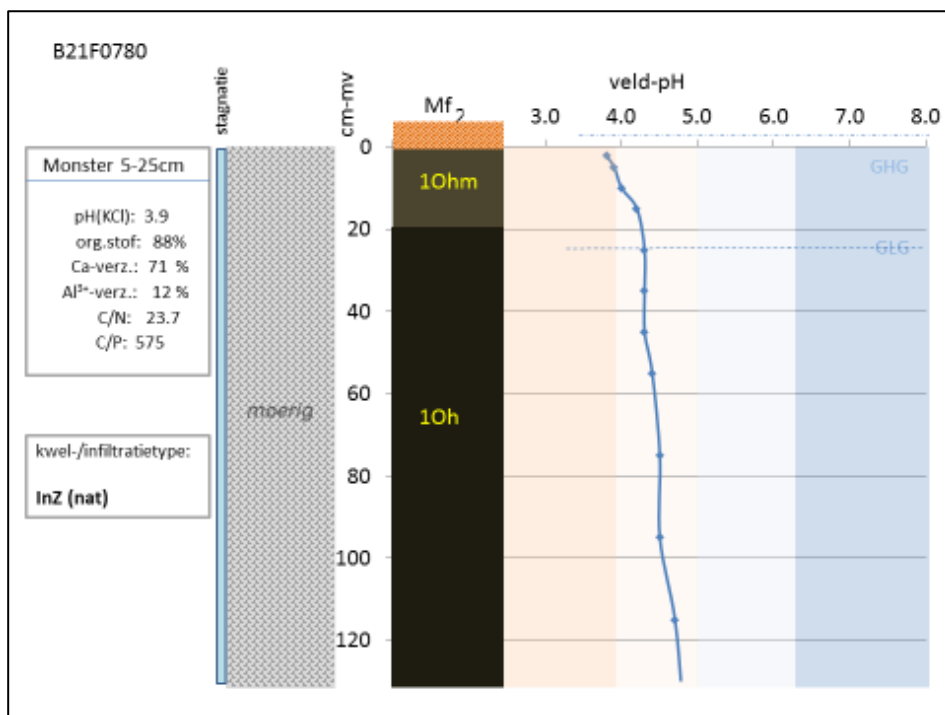 B21F0780
stagnatie
cm-mv
Mf2
veld-pH
3.0 4.0 5.0 6.0 7.0 8.0
Monster 5-25cm
pH(KCl): 3.9
org.stof: 88%
Ca-verz.: 71 %
Al³⁺-verz.: 12 %
C/N: 23.7
C/P: 575
kwel-/infiltratietype:
InZ (nat)
moerig
0
20
40
60
80
100
120
1Ohm
1Oh
GHG
GLG